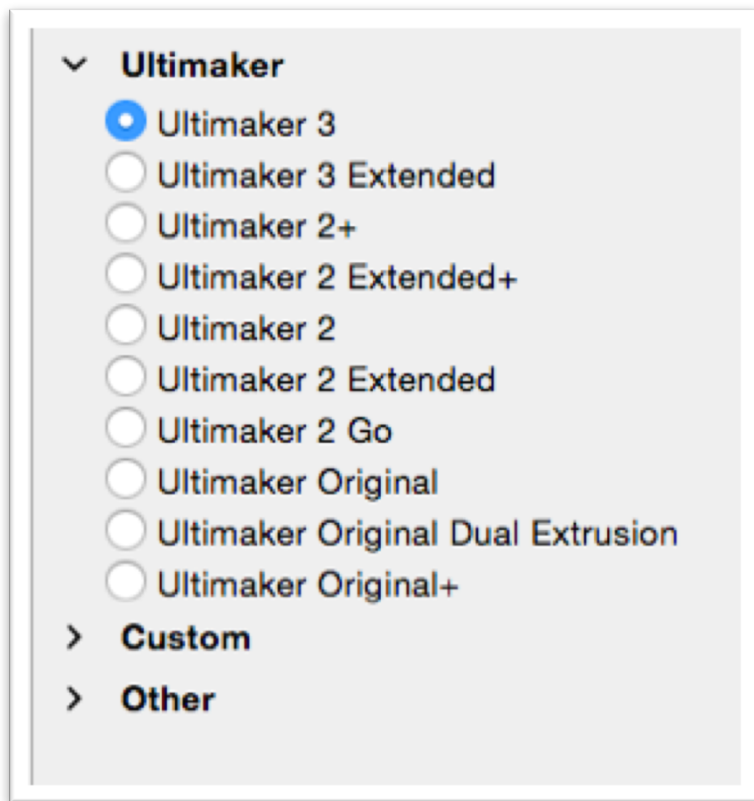 Ultimaker
Ultimaker 3
Ultimaker 3 Extended
Ultimaker 2+
Ultimaker 2 Extended+
Ultimaker 2
Ultimaker 2 Extended
Ultimaker 2 Go
Ultimaker Original
Ultimaker Original Dual Extrusion
Ultimaker Original+
Custom
Other